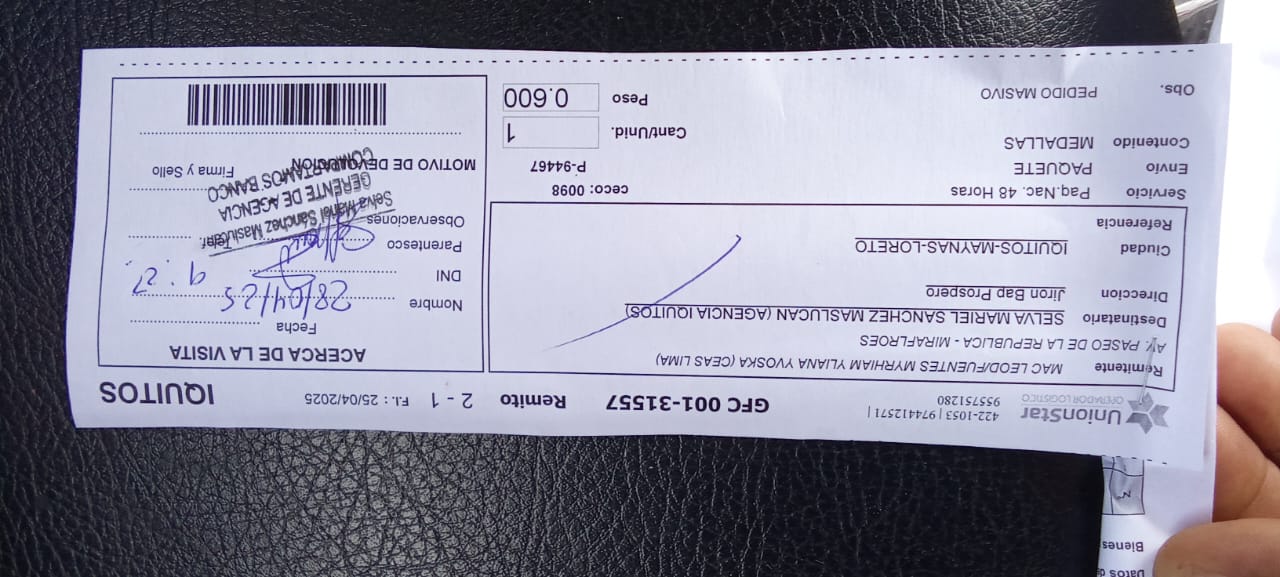 UnionStar
OPERADOR LOGISTICO
422-1053 | 974412571 |
955751280
GFC 001-31557
Remito
2 - 1
F.I.: 25/04/2025
IQUITOS
Remitente MAC LEOD/FUENTES MYRHIAM YLIANA YVOSKA (CEAS LIMA)
AV. PASEO DE LA REPUBLICA - MIRAFLROES
Destinatario SELVA MARIEL SANCHEZ MASLUCAN (AGENCIA IQUITOS)
Direccion Jiron Bap Prospero
Ciudad IQUITOS-MAYNAS-LORETO
Referencia
Servicio Paq.Nac. 48 Horas
ceco: 0098
Envío PAQUETE
P-94467
Contenido MEDALLAS
Cant/Unid. 1
Obs. PEDIDO MASIVO
Peso 0.600
ACERCA DE LA VISITA
Fecha
Nombre 28/04/25
DNI 9:27
Parentesco
Telef.
Observaciones
Selva Mariel Sánchez Maslucan
GERENTE DE AGENCIA
COMPARTAMOS BANCO
MOTIVO DE DEVOLUCION
Firma y Sello
Bienes
Datos